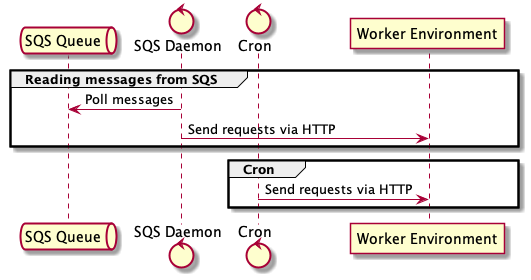 SQS Queue
SQS Daemon
Cron
Worker Environment
Reading messages from SQS
Poll messages
Send requests via HTTP
Cron
Send requests via HTTP
SQS Queue
SQS Daemon
Cron
Worker Environment